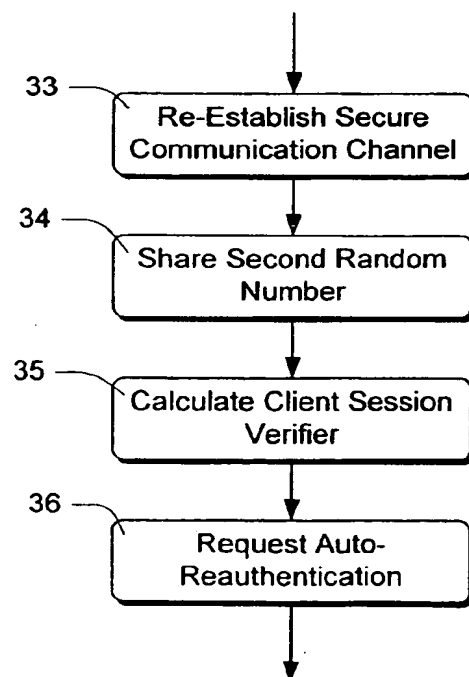 33
Re-Establish Secure
Communication Channel
34
Share Second Random
Number
35
Calculate Client Session
Verifier
36
Request Auto-
Reauthentication